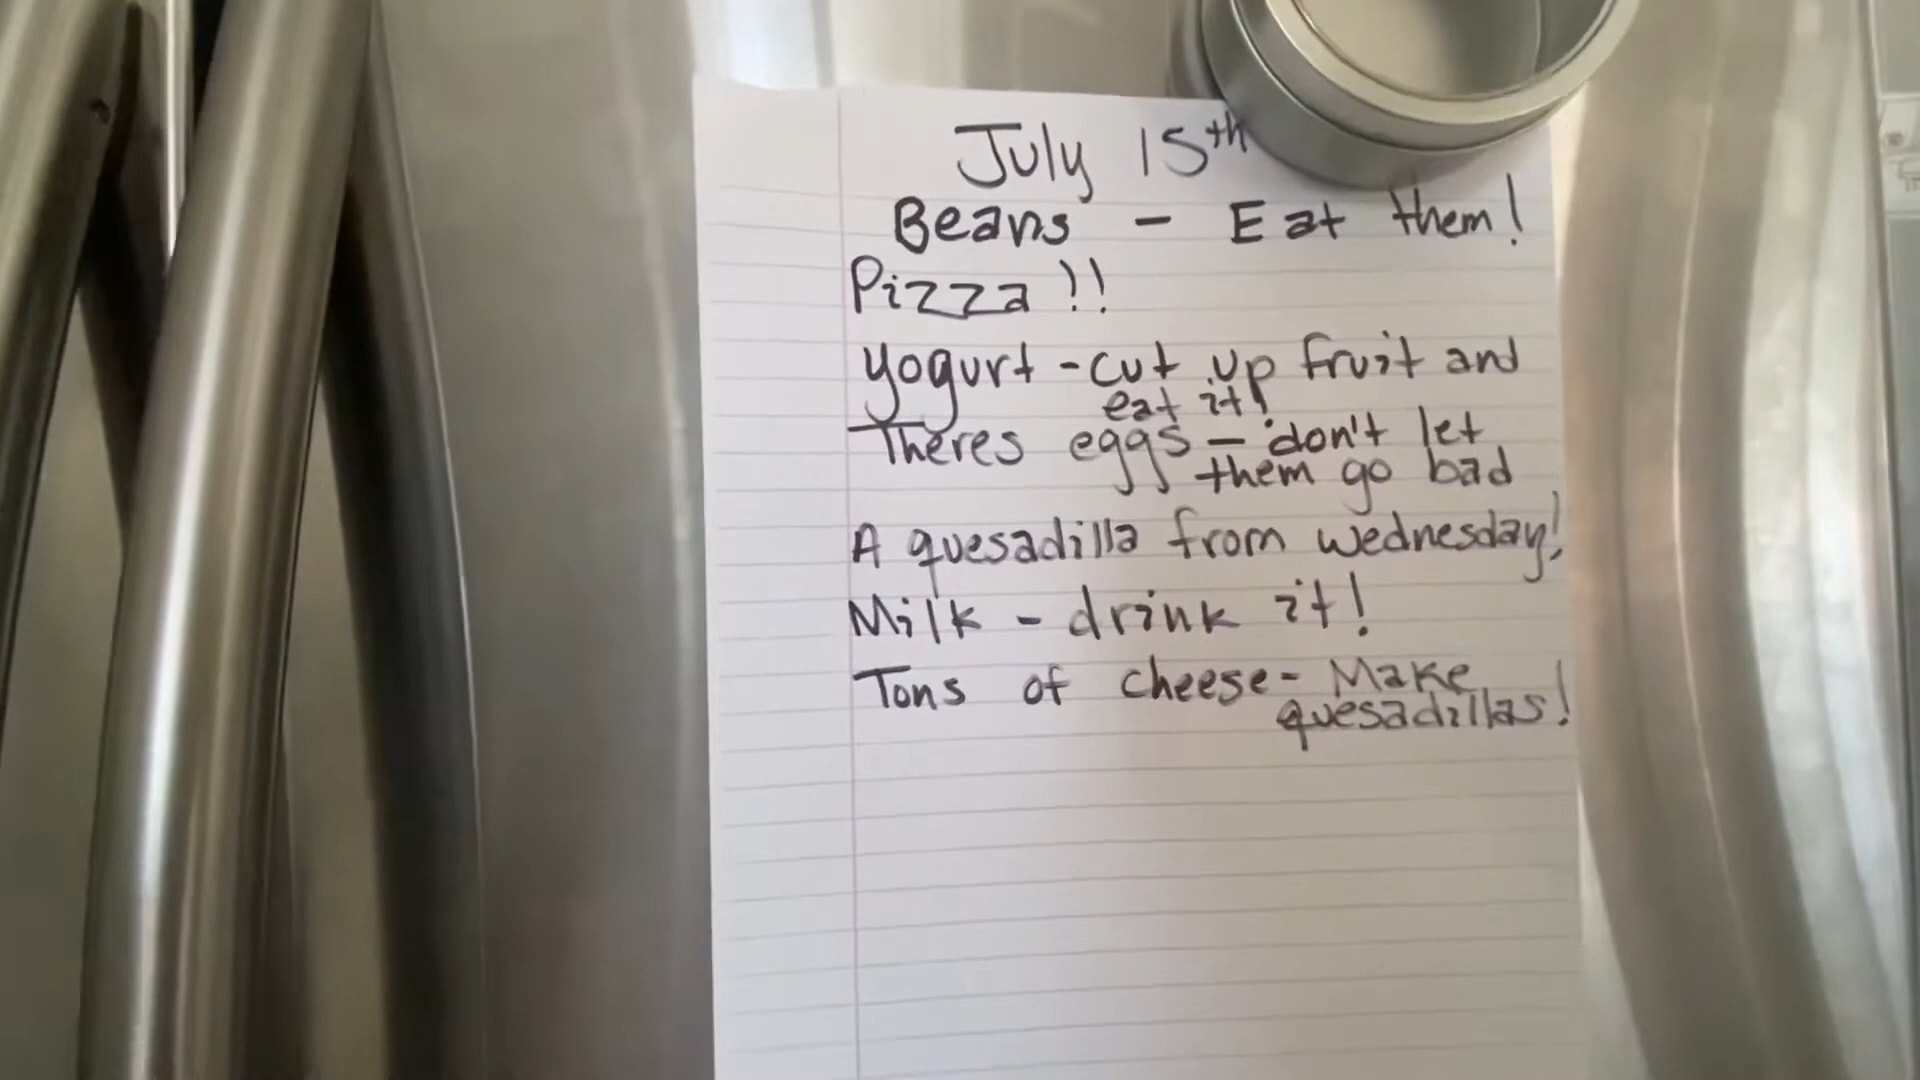 July 15th
Beans - Eat them!
Pizza!!
Yogurt - cut up fruit and
eat it!
Theres eggs - don't let
them go bad
A quesadilla from wednesday!
Milk - drink it!
Tons of cheese - Make
quesadillas!